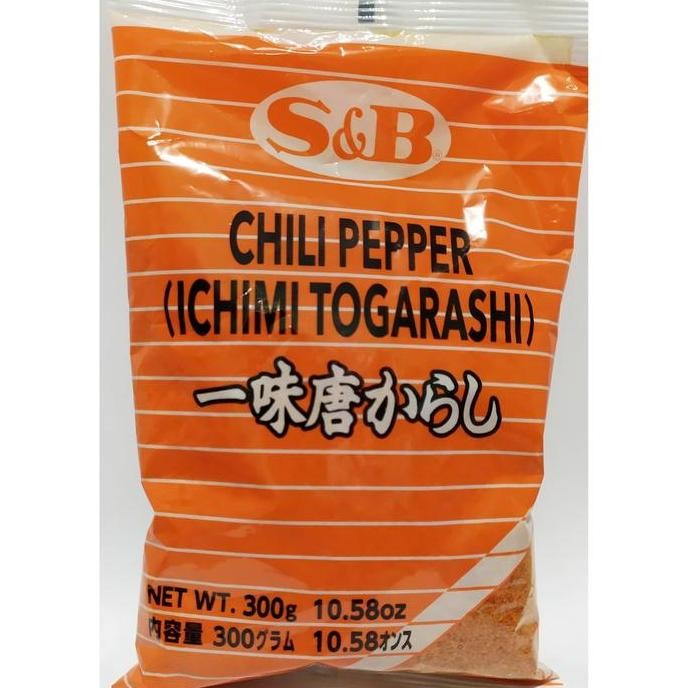 S&B®
CHILI PEPPER
(ICHIMI TOGARASHI)
一味唐からし
NET WT. 300g 10.58oz
内容量 300グラム 10.58オンス